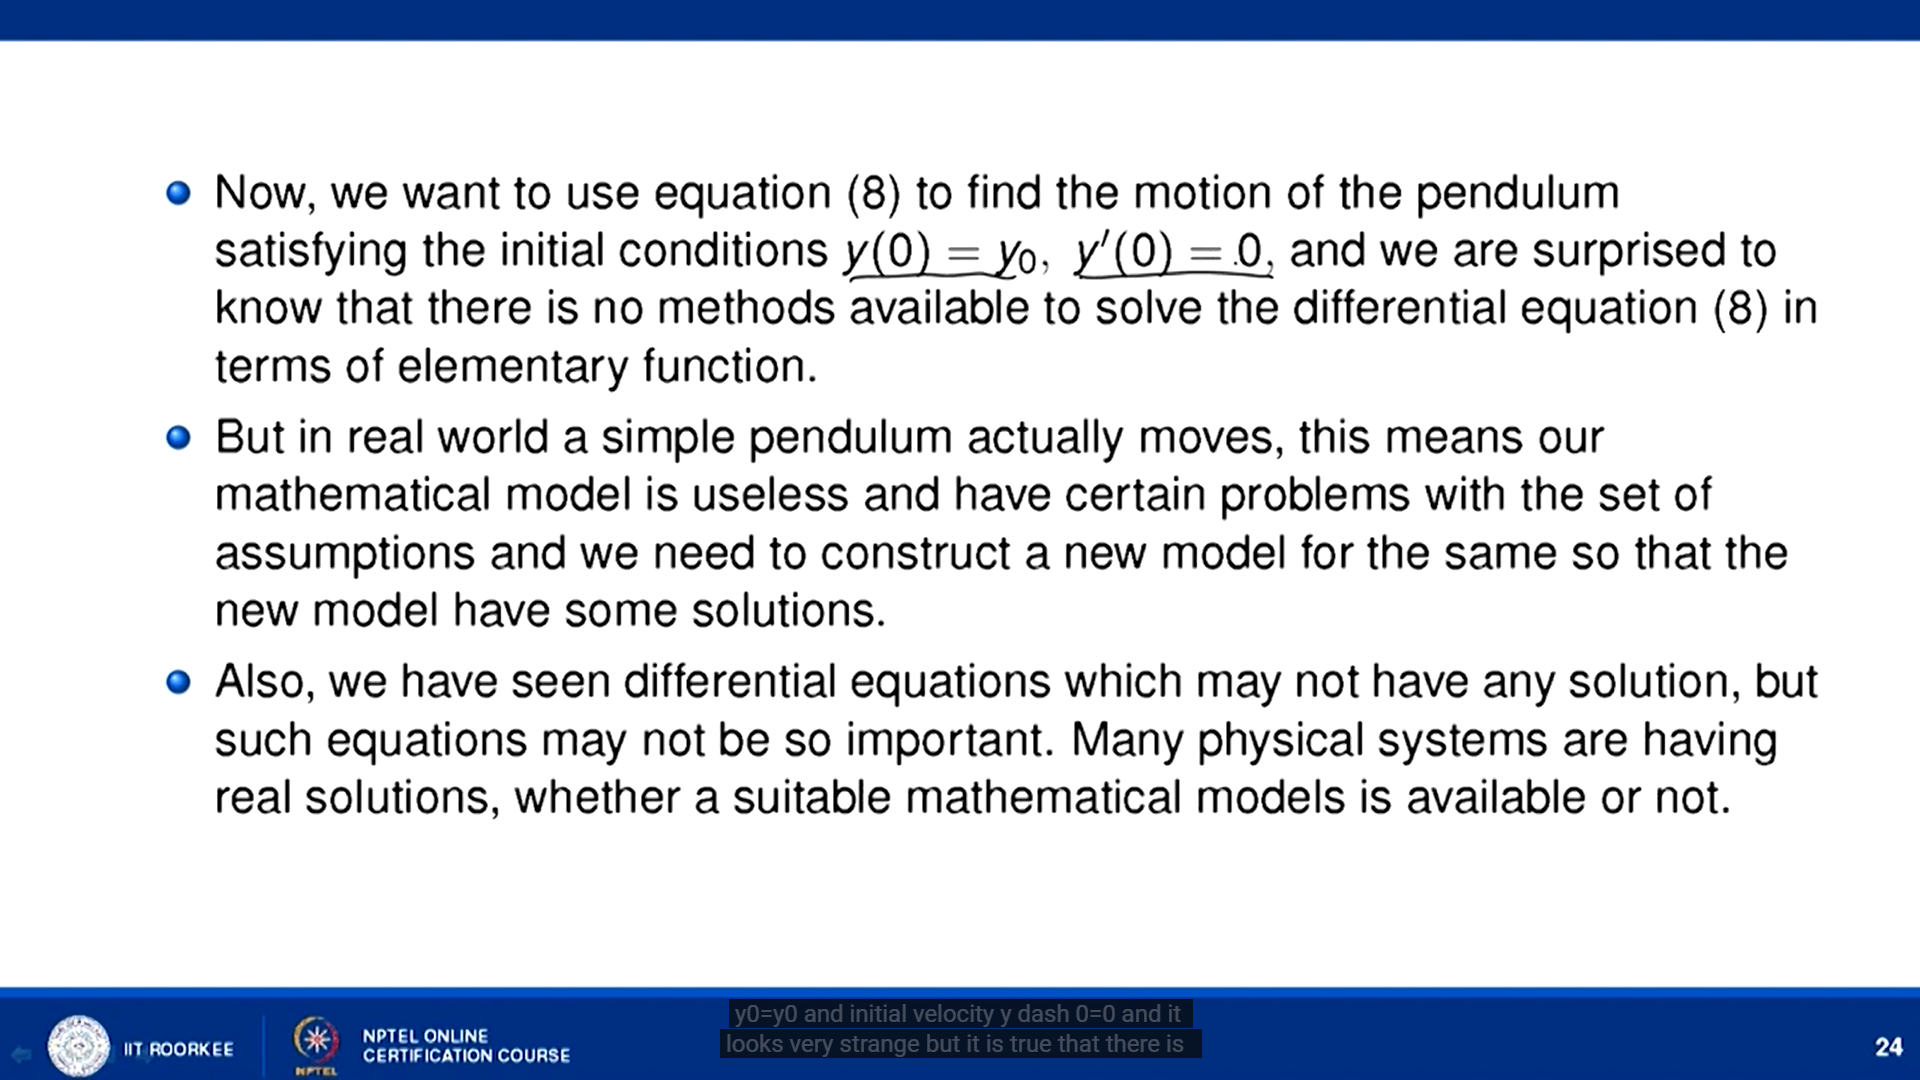 Now, we want to use equation (8) to find the motion of the pendulum
satisfying the initial conditions y(0) = y0, y′(0) = 0, and we are surprised to
know that there is no methods available to solve the differential equation (8) in
terms of elementary function.
But in real world a simple pendulum actually moves, this means our
mathematical model is useless and have certain problems with the set of
assumptions and we need to construct a new model for the same so that the
new model have some solutions.
Also, we have seen differential equations which may not have any solution, but
such equations may not be so important. Many physical systems are having
real solutions, whether a suitable mathematical models is available or not.
y0=y0 and initial velocity y dash 0=0 and it
looks very strange but it is true that there is
IIT ROORKEE
NPTEL
NPTEL ONLINE
CERTIFICATION COURSE
24